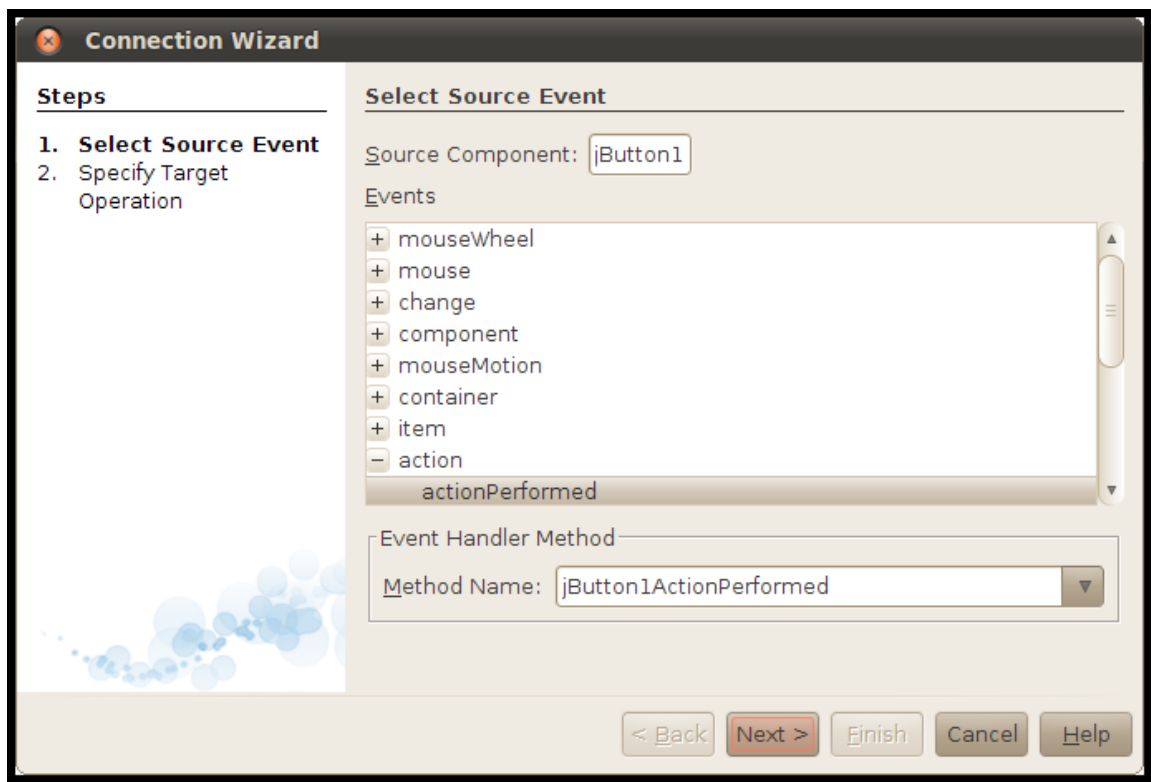 Connection Wizard
Steps
1. Select Source Event
2. Specify Target
Operation
Select Source Event
Source Component: jButton1
Events
mouseWheel
mouse
change
component
mouseMotion
container
item
action
actionPerformed
Event Handler Method
Method Name: jButton1ActionPerformed
< Back Next > Finish Cancel Help